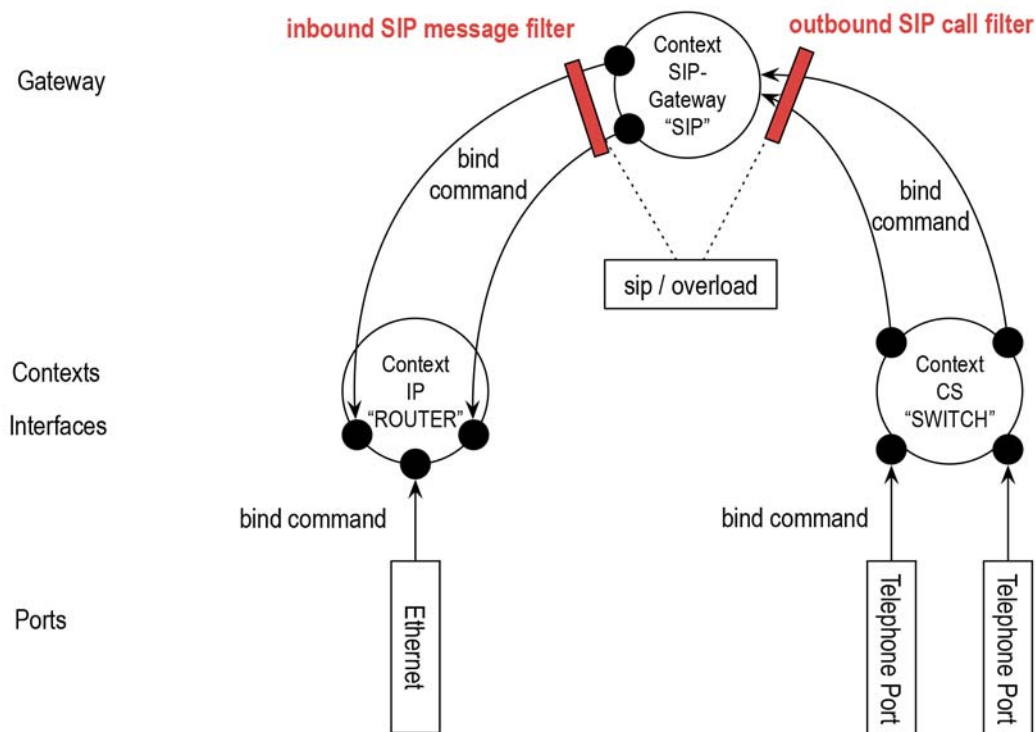 inbound SIP message filter
outbound SIP call filter
Gateway
Context
SIP-
Gateway
“SIP”
bind
command
bind
command
sip / overload
Contexts
Interfaces
Context
IP
“ROUTER”
Context
CS
“SWITCH”
bind command
bind command
Ports
Ethernet
Telephone Port
Telephone Port